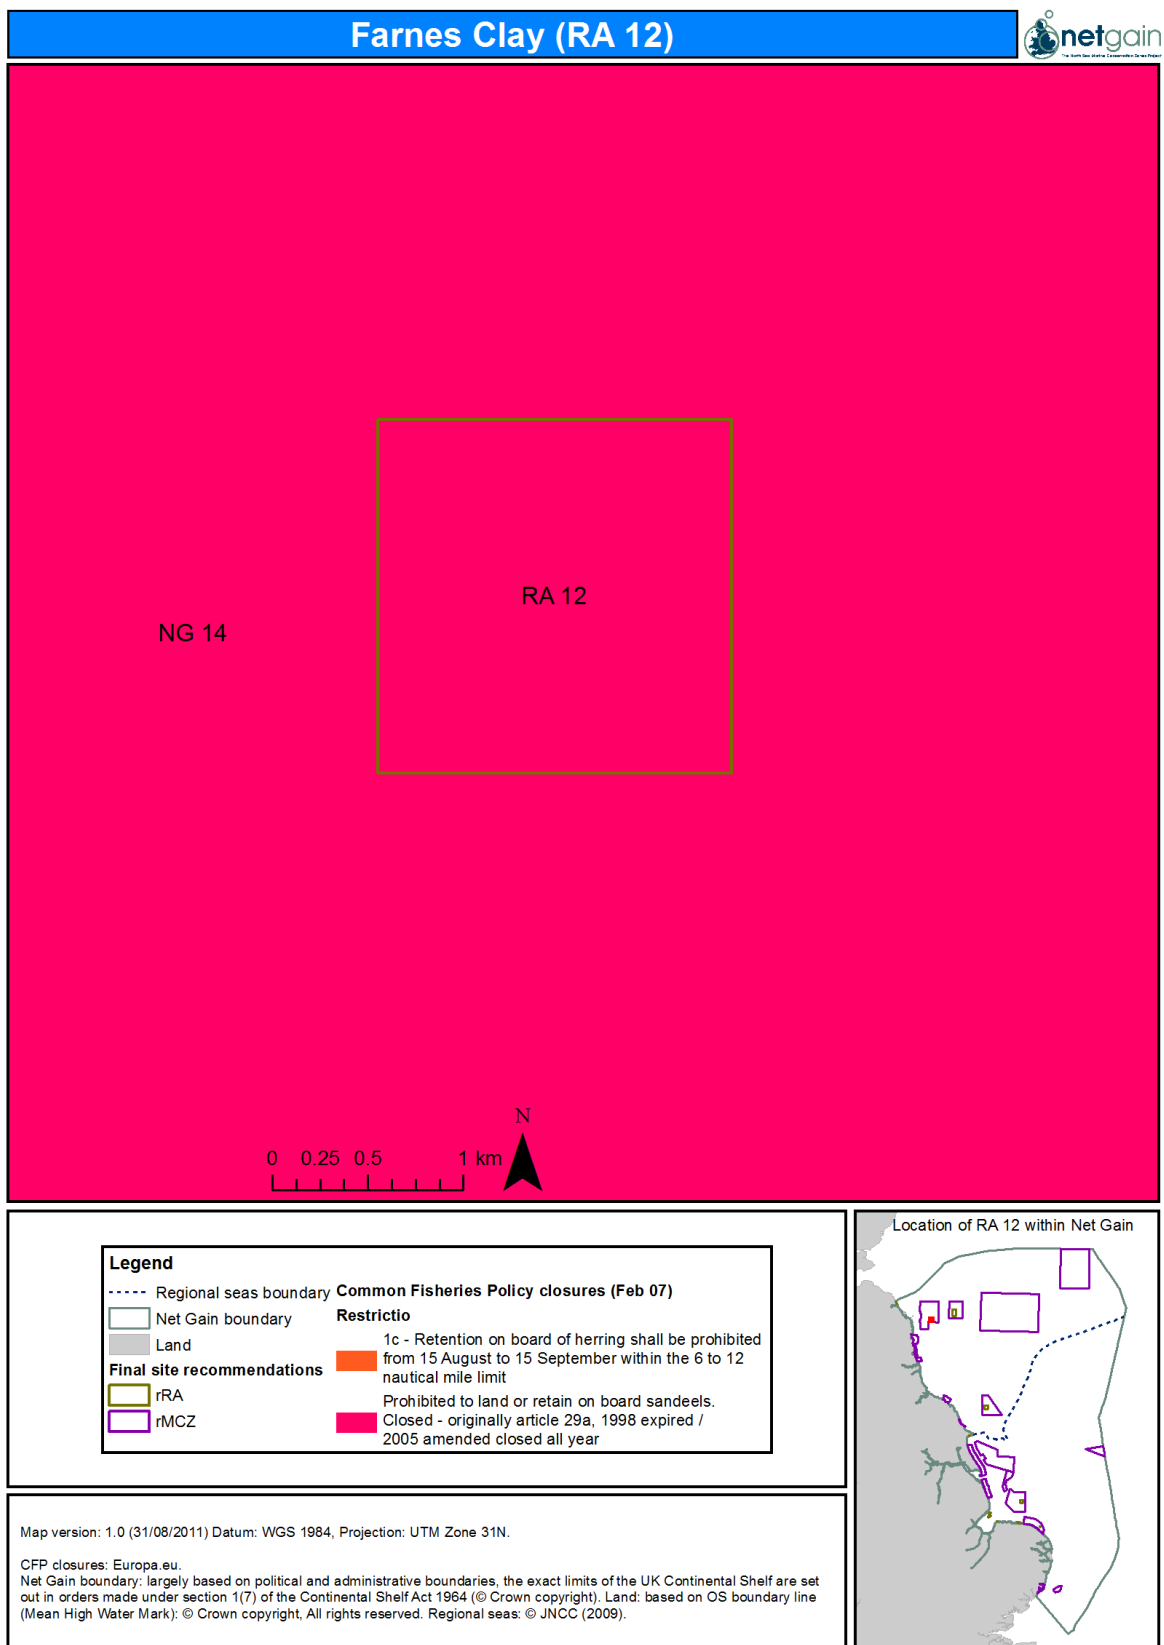 Farnes Clay (RA 12)
netgain
The North Sea Marine Conservation Zones Project
RA 12
NG 14
N
0 0.25 0.5 1 km
Location of RA 12 within Net Gain
Legend
Regional seas boundary
Net Gain boundary
Land
Final site recommendations
rRA
rMCZ
Common Fisheries Policy closures (Feb 07)
Restrictio
1c - Retention on board of herring shall be prohibited
from 15 August to 15 September within the 6 to 12
nautical mile limit
Prohibited to land or retain on board sandeels.
Closed - originally article 29a, 1998 expired /
2005 amended closed all year
Map version: 1.0 (31/08/2011) Datum: WGS 1984, Projection: UTM Zone 31N.
CFP closures: Europa.eu.
Net Gain boundary: largely based on political and administrative boundaries, the exact limits of the UK Continental Shelf are set
out in orders made under section 1(7) of the Continental Shelf Act 1964 (© Crown copyright). Land: based on OS boundary line
(Mean High Water Mark): © Crown copyright, All rights reserved. Regional seas: © JNCC (2009).